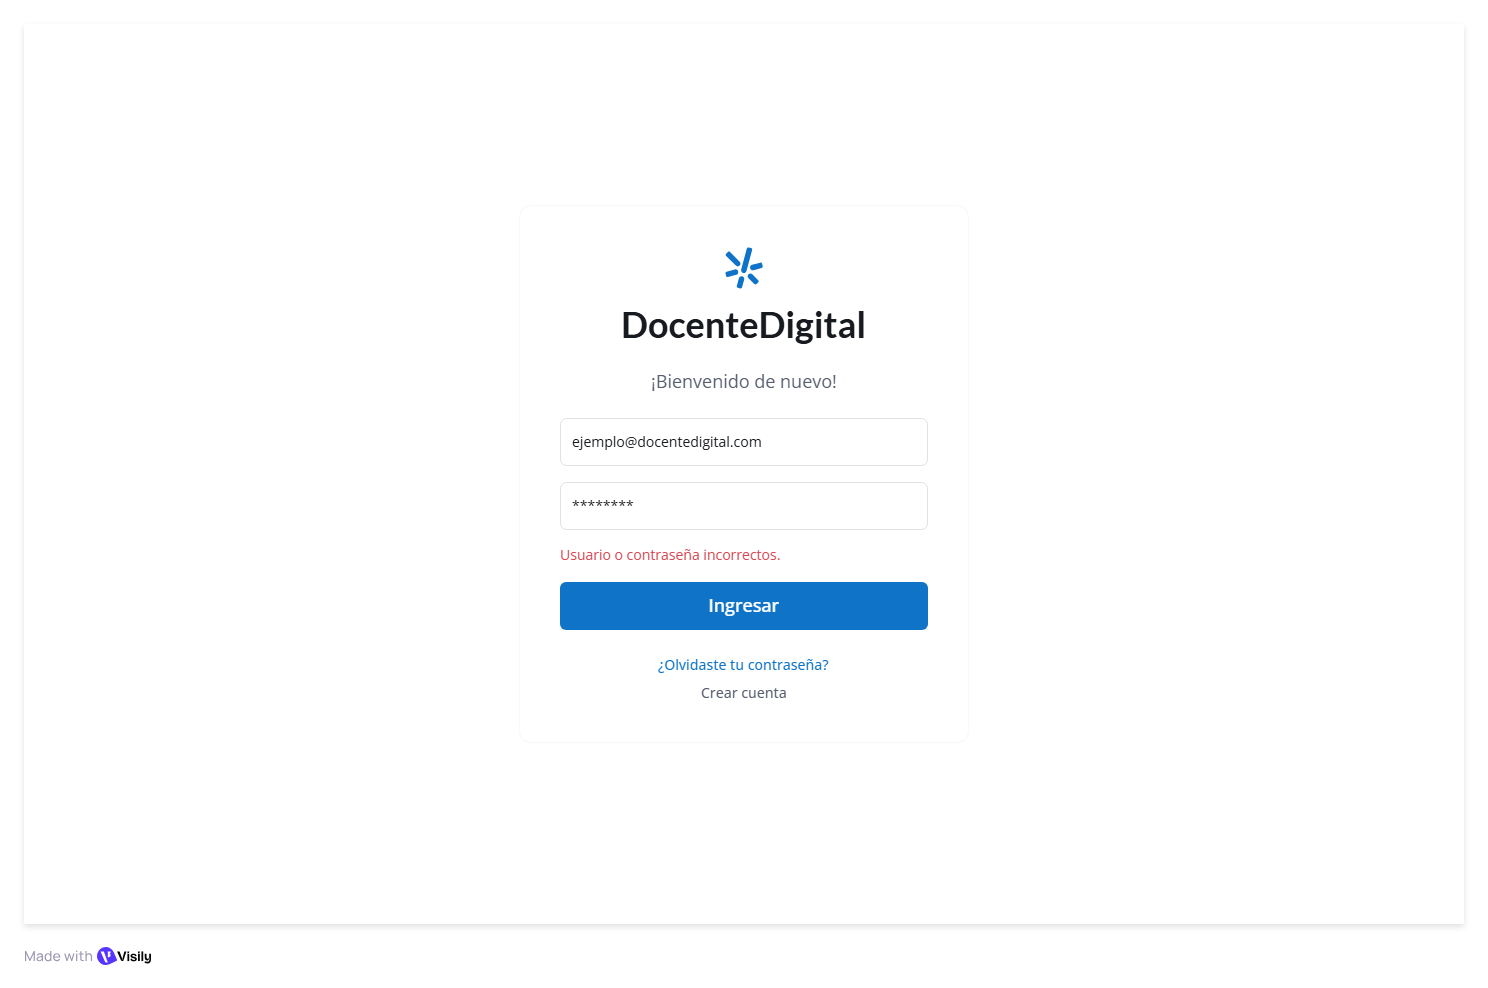 DocenteDigital
¡Bienvenido de nuevo!
ejemplo@docentedigital.com
********
Usuario o contraseña incorrectos.
Ingresar
¿Olvidaste tu contraseña?
Crear cuenta
Made with Visily